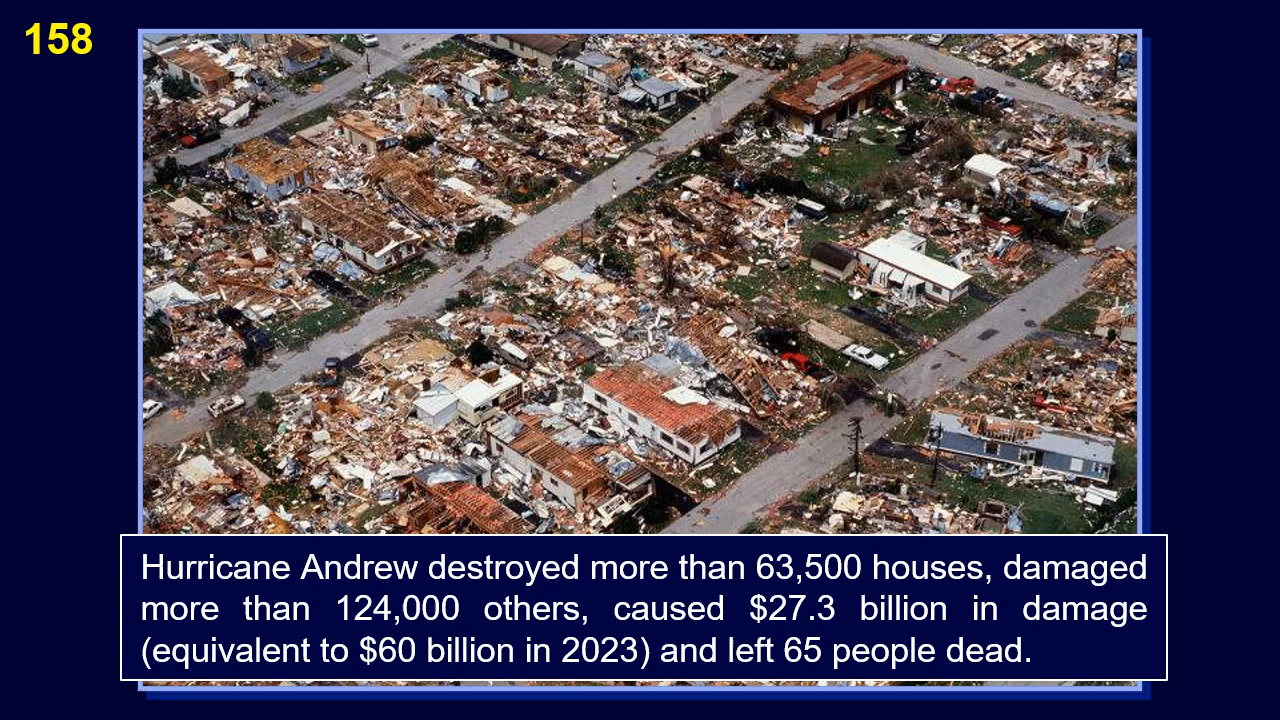 158
Hurricane Andrew destroyed more than 63,500 houses, damaged
more than 124,000 others, caused $27.3 billion in damage
(equivalent to $60 billion in 2023) and left 65 people dead.